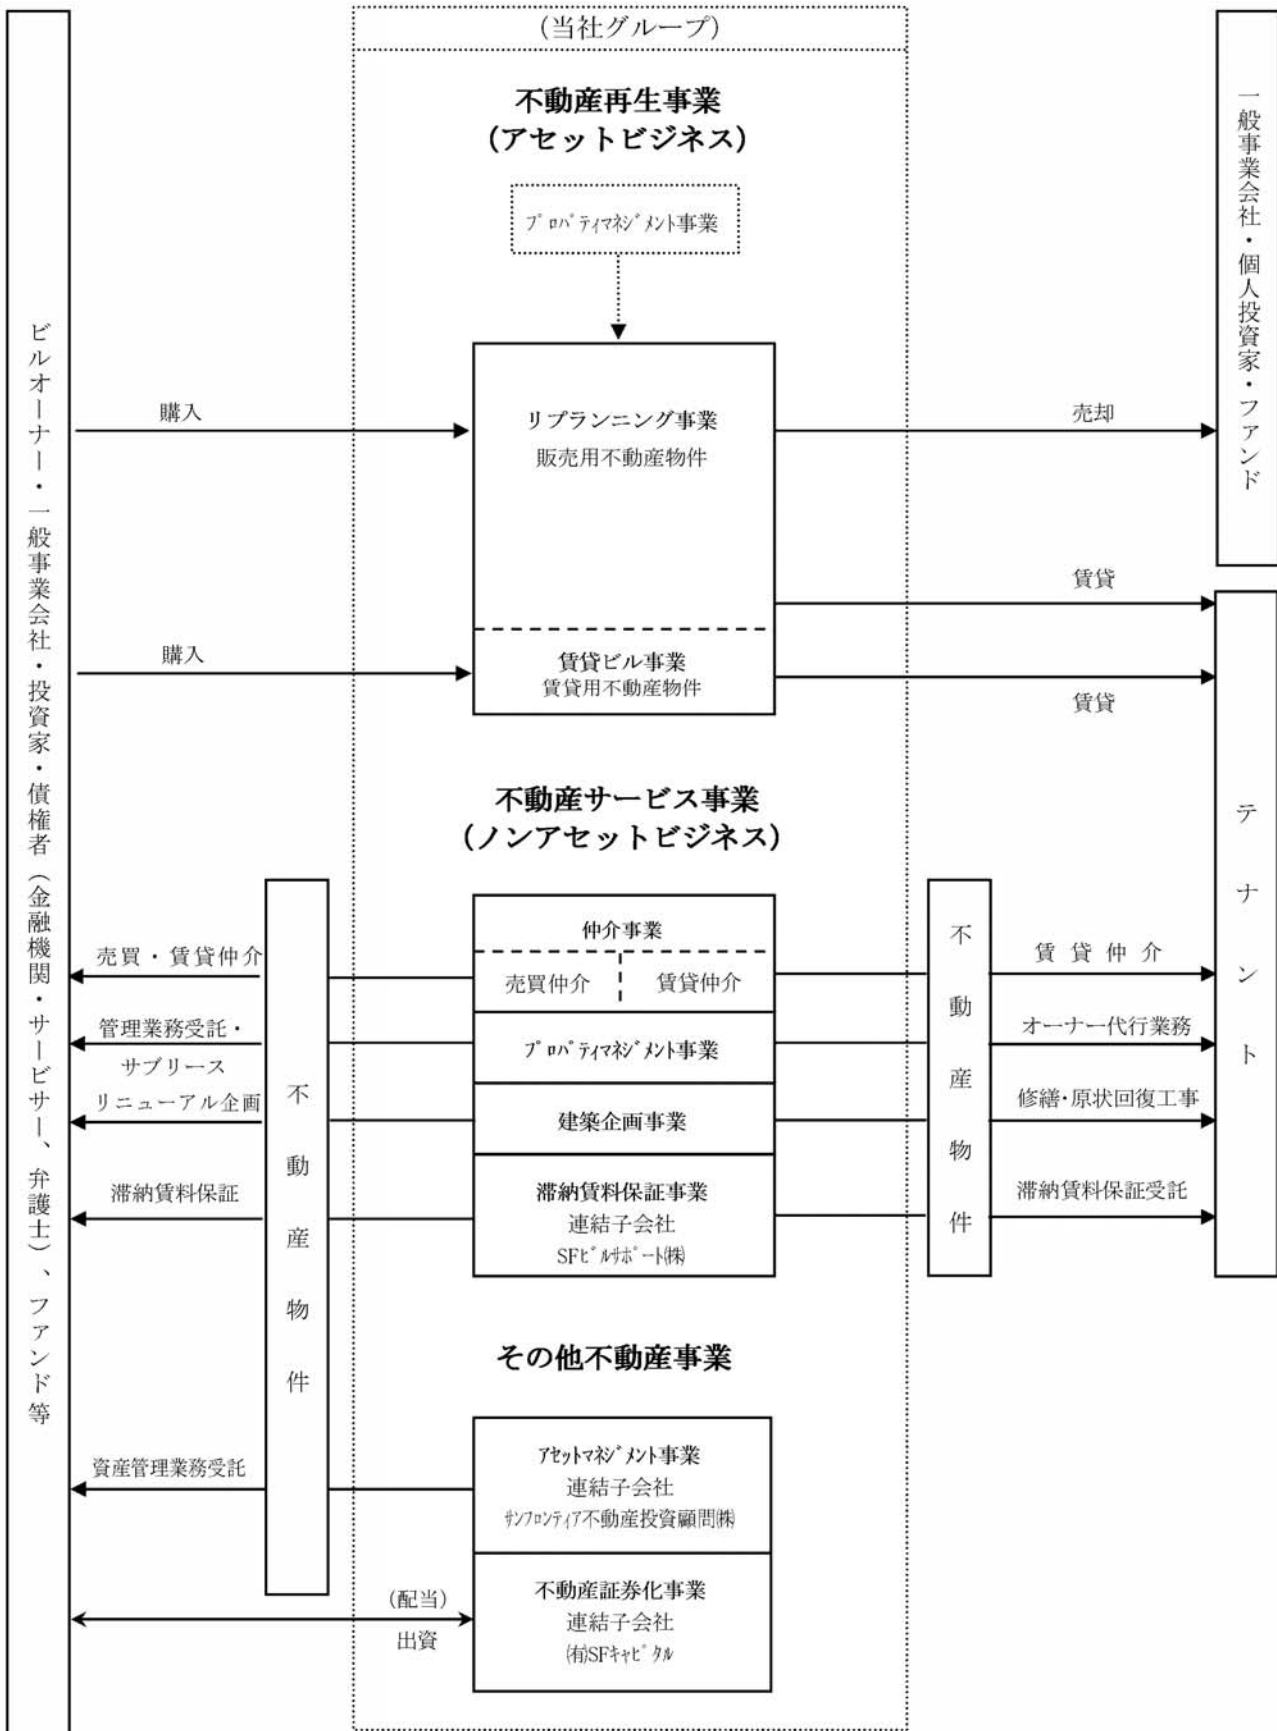 (当社グループ)
不動産再生事業
(アセットビジネス)
プロパティマネジメント事業
ビルオーナー・一般事業会社・投資家・債権者(金融機関・サービサー、弁護士)、ファンド等
一般事業会社・個人投資家・ファンド
購入
リプランニング事業
販売用不動産物件
売却
賃貸
購入
賃貸ビル事業
賃貸用不動産物件
賃貸
テナント
不動産サービス事業
(ノンアセットビジネス)
不動産物件
不動産物件
売買・賃貸仲介
仲介事業
売買仲介
賃貸仲介
賃貸仲介
管理業務受託・
サブリース
プロパティマネジメント事業
オーナー代行業務
リニューアル企画
建築企画事業
修繕・原状回復工事
滞納賃料保証
滞納賃料保証事業
連結子会社
SFビルサポート㈱
滞納賃料保証受託
その他不動産事業
資産管理業務受託
アセットマネジメント事業
連結子会社
サンフロンティア不動産投資顧問㈱
(配当)
出資
不動産証券化事業
連結子会社
㈲SFキャピタル